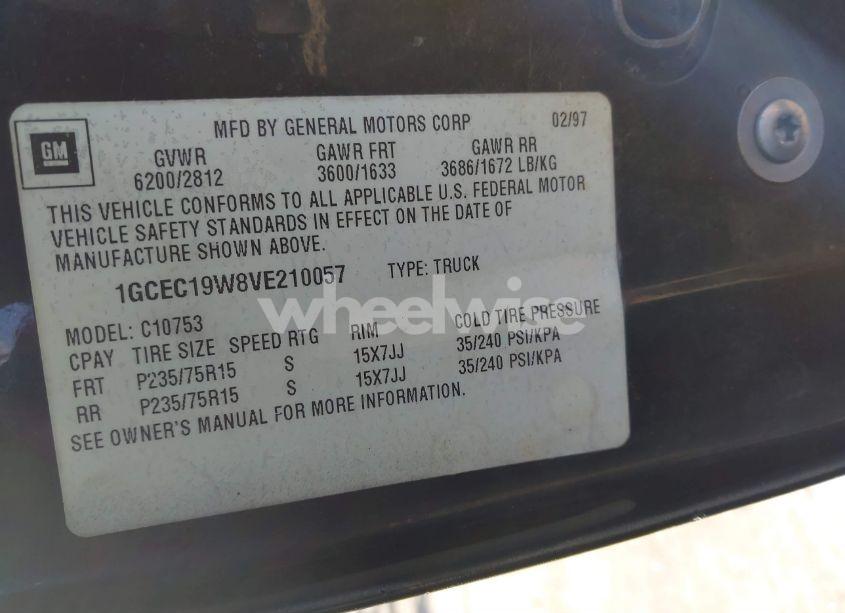 GM
MFD BY GENERAL MOTORS CORP 02/97
GVWR GAWR FRT GAWR RR
6200/2812 3600/1633 3686/1672 LB/KG
THIS VEHICLE CONFORMS TO ALL APPLICABLE U.S. FEDERAL MOTOR
VEHICLE SAFETY STANDARDS IN EFFECT ON THE DATE OF
MANUFACTURE SHOWN ABOVE.
1GCEC19W8VE210057 TYPE: TRUCK
wheelwise
MODEL: C10753
CPAY TIRE SIZE SPEED RTG RIM COLD TIRE PRESSURE
FRT P235/75R15 S 15X7JJ 35/240 PSI/KPA
RR P235/75R15 S 15X7JJ 35/240 PSI/KPA
SEE OWNER'S MANUAL FOR MORE INFORMATION.